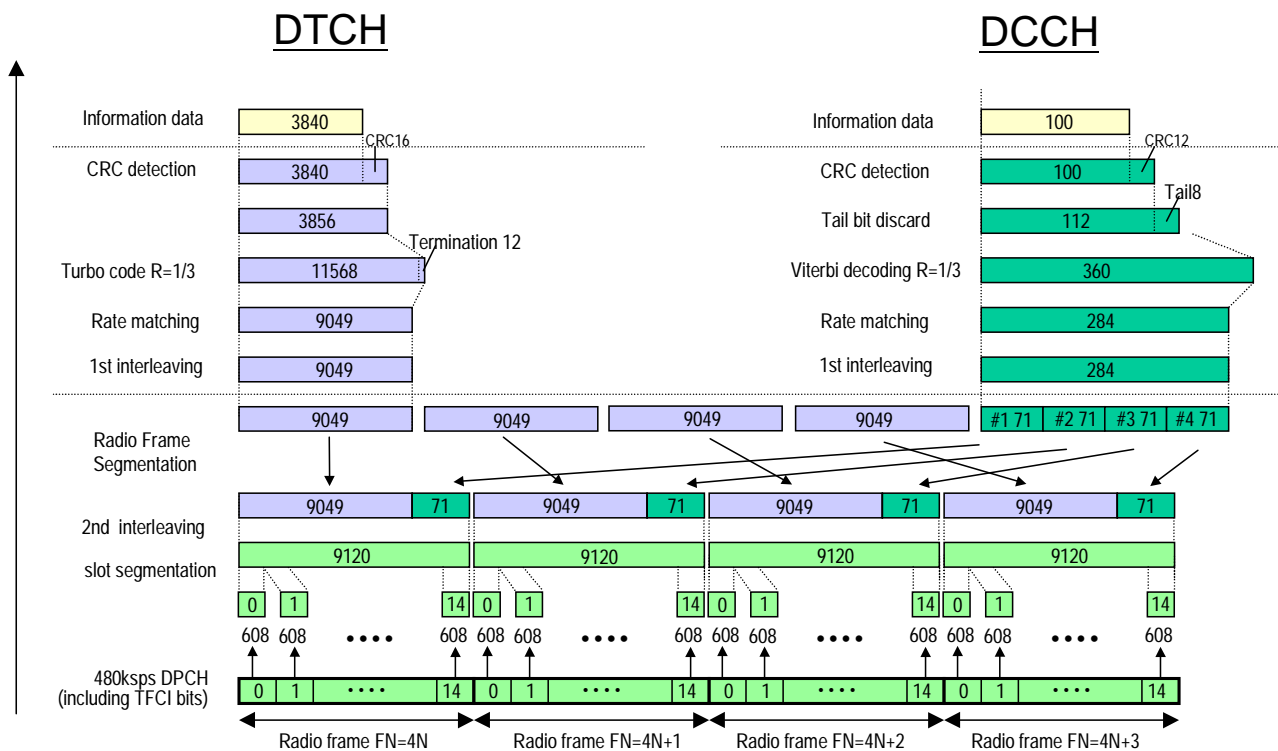 DTCH DCCH
Information data 3840 Information data 100
CRC16 CRC12
CRC detection 3840 CRC detection 100
Tail8
3856 Tail bit discard 112
Termination 12
Turbo code R=1/3 11568 Viterbi decoding R=1/3 360
Rate matching 9049 Rate matching 284
1st interleaving 9049 1st interleaving 284
9049 9049 9049 9049 #1 71 #2 71 #3 71 #4 71
Radio Frame
Segmentation
9049 71 9049 71 9049 71 9049 71
2nd interleaving
9120 9120 9120 9120
slot segmentation
0 1 14 0 1 14 0 1 14 0 1 14
608 608 •••• 608 608 608 •••• 608 608 608 •••• 608 608 608 •••• 608
480ksps DPCH
(including TFCI bits)
0 1 •••• 14 0 1 •••• 14 0 1 •••• 14 0 1 •••• 14
Radio frame FN=4N Radio frame FN=4N+1 Radio frame FN=4N+2 Radio frame FN=4N+3